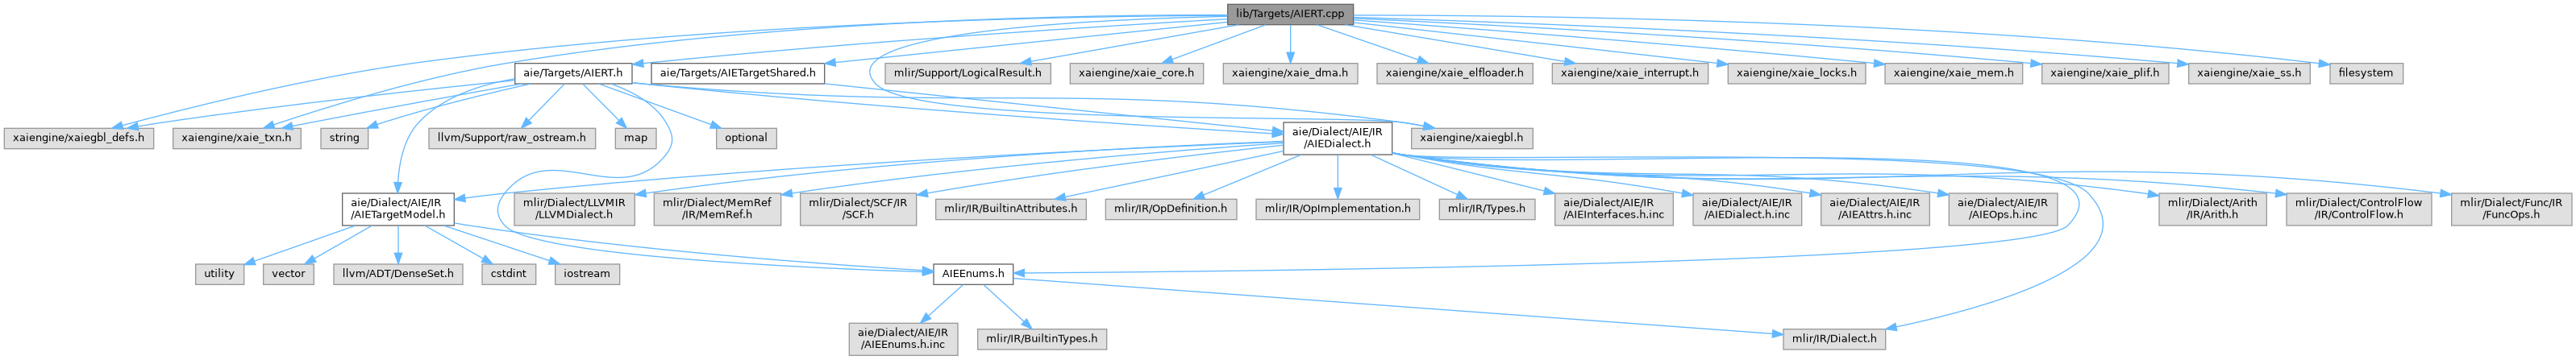 lib/Targets/AIERT.cpp
aie/Targets/AIERT.h
aie/Targets/AIETargetShared.h
mlir/Support/LogicalResult.h
xaiengine/xaie_core.h
xaiengine/xaie_dma.h
xaiengine/xaie_elfloader.h
xaiengine/xaie_interrupt.h
xaiengine/xaie_locks.h
xaiengine/xaie_mem.h
xaiengine/xaie_plif.h
xaiengine/xaie_ss.h
filesystem
xaiengine/xaiegbl_defs.h
xaiengine/xaie_txn.h
string
llvm/Support/raw_ostream.h
map
optional
xaiengine/xaiegbl.h
aie/Dialect/AIE/IR
/AIEDialect.h
aie/Dialect/AIE/IR
/AIETargetModel.h
mlir/Dialect/LLVMIR
/LLVMDialect.h
mlir/Dialect/MemRef
/IR/MemRef.h
mlir/Dialect/SCF/IR
/SCF.h
mlir/IR/BuiltinAttributes.h
mlir/IR/OpDefinition.h
mlir/IR/OpImplementation.h
mlir/IR/Types.h
aie/Dialect/AIE/IR
/AIEInterfaces.h.inc
aie/Dialect/AIE/IR
/AIEDialect.h.inc
aie/Dialect/AIE/IR
/AIEAttrs.h.inc
aie/Dialect/AIE/IR
/AIEOps.h.inc
mlir/Dialect/Arith
/IR/Arith.h
mlir/Dialect/ControlFlow
/IR/ControlFlow.h
mlir/Dialect/Func/IR
/FuncOps.h
utility
vector
llvm/ADT/DenseSet.h
cstdint
iostream
AIEEnums.h
aie/Dialect/AIE/IR
/AIEEnums.h.inc
mlir/IR/BuiltinTypes.h
mlir/IR/Dialect.h